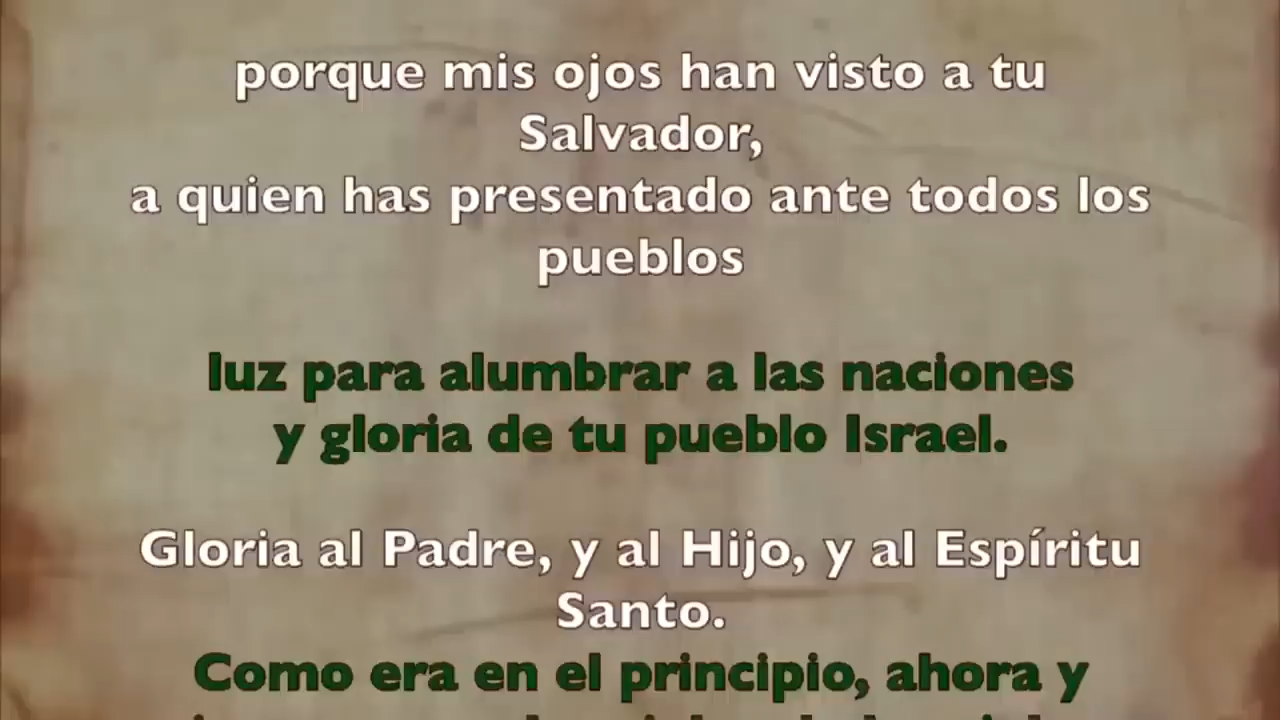 porque mis ojos han visto a tu
Salvador,
a quien has presentado ante todos los
pueblos
luz para alumbrar a las naciones
y gloria de tu pueblo Israel.
Gloria al Padre, y al Hijo, y al Espíritu
Santo.
Como era en el principio, ahora y